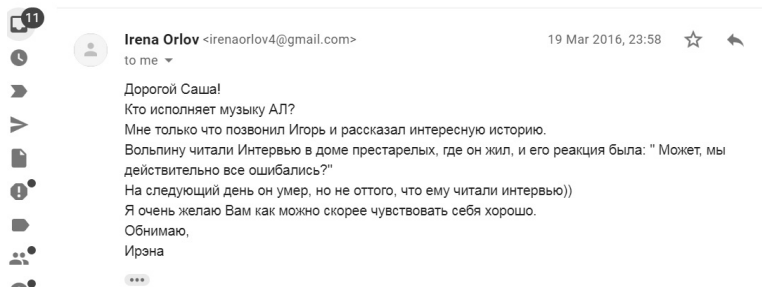 11
Irena Orlov <irenaorlov4@gmail.com>
19 Mar 2016, 23:58
to me
Дорогой Саша!
Кто исполняет музыку АЛ?
Мне только что позвонил Игорь и рассказал интересную историю.
Вольпину читали Интервью в доме престарелых, где он жил, и его реакция была: " Может, мы
действительно все ошибались?"
На следующий день он умер, но не оттого, что ему читали интервью))
Я очень желаю Вам как можно скорее чувствовать себя хорошо.
Обнимаю,
Ирэна